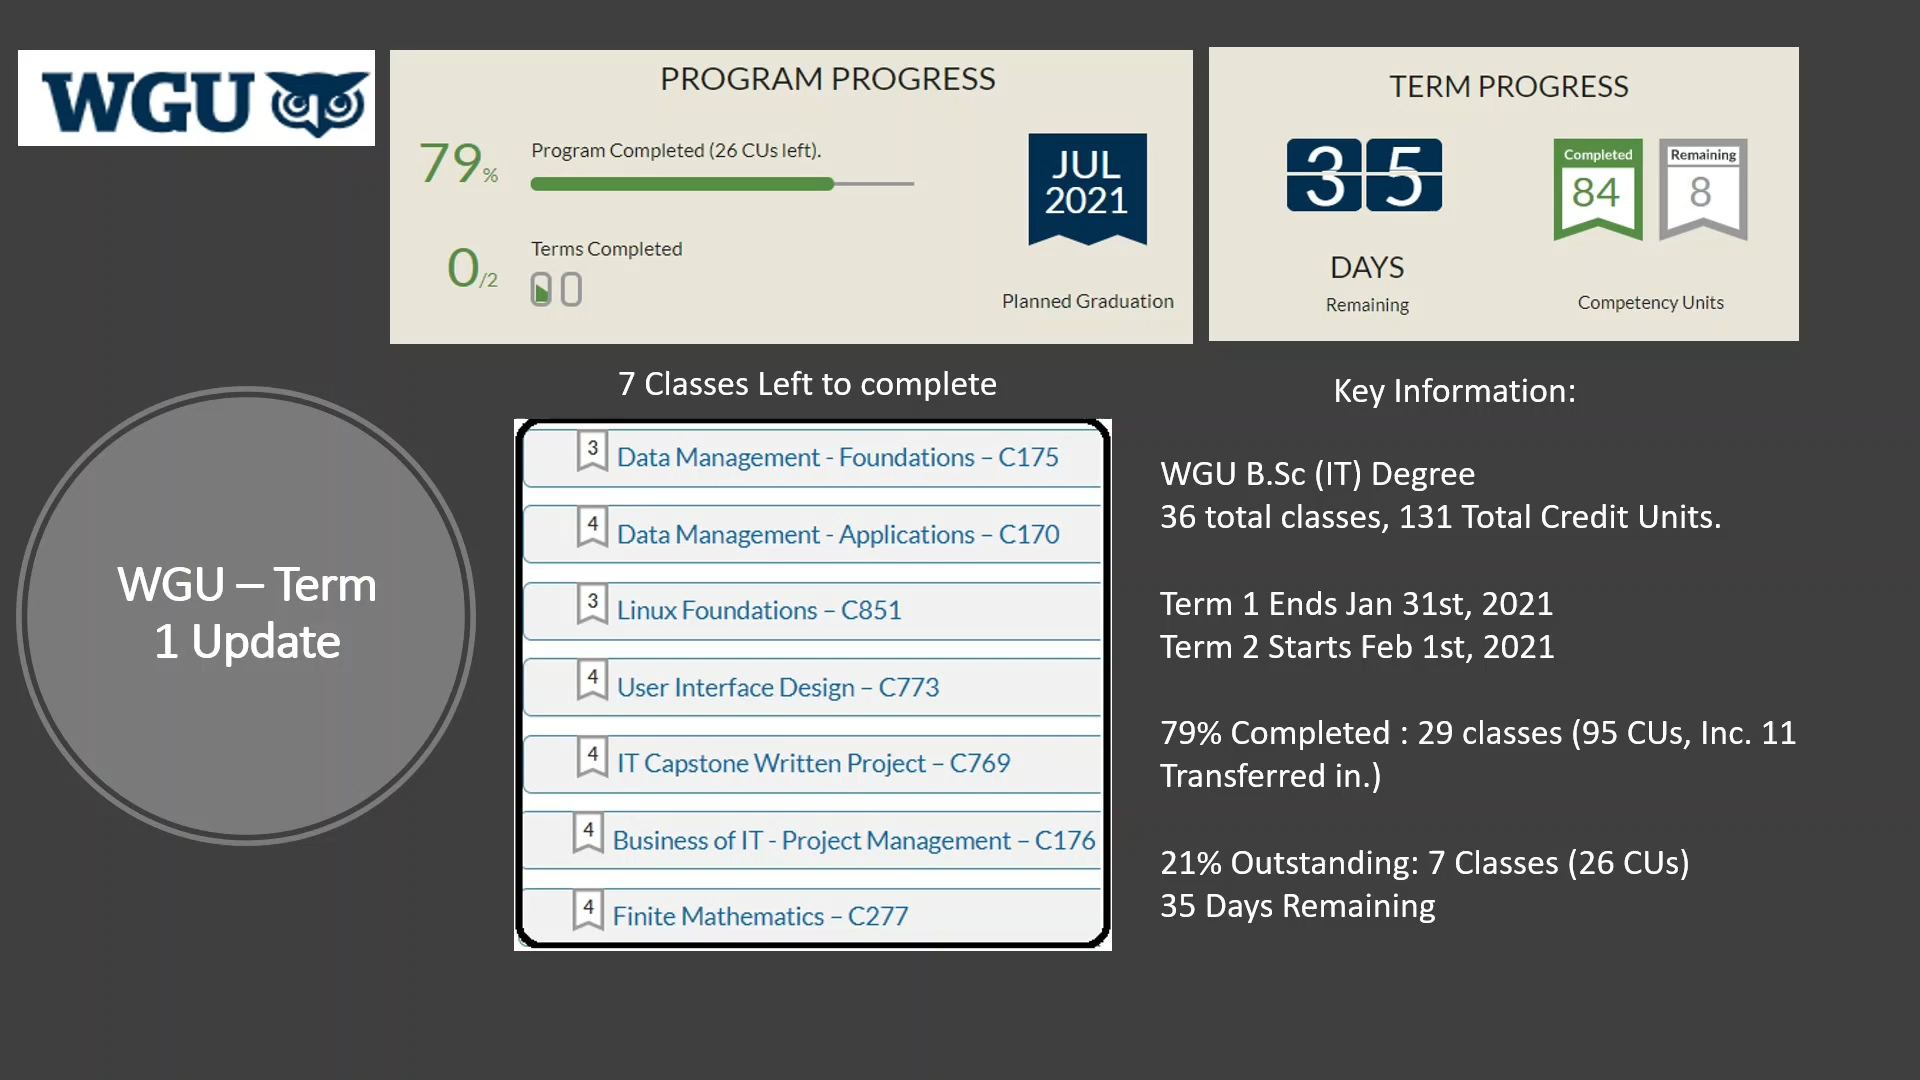 WGU
PROGRAM PROGRESS
79%
Program Completed (26 CUs left).
0/2
Terms Completed
JUL
2021
Planned Graduation
TERM PROGRESS
35
DAYS
Remaining
Completed
84
Remaining
8
Competency Units
WGU – Term
1 Update
7 Classes Left to complete
3 Data Management - Foundations – C175
4 Data Management - Applications – C170
3 Linux Foundations – C851
4 User Interface Design – C773
4 IT Capstone Written Project – C769
4 Business of IT - Project Management – C176
4 Finite Mathematics – C277
Key Information:
WGU B.Sc (IT) Degree
36 total classes, 131 Total Credit Units.
Term 1 Ends Jan 31st, 2021
Term 2 Starts Feb 1st, 2021
79% Completed : 29 classes (95 CUs, Inc. 11
Transferred in.)
21% Outstanding: 7 Classes (26 CUs)
35 Days Remaining